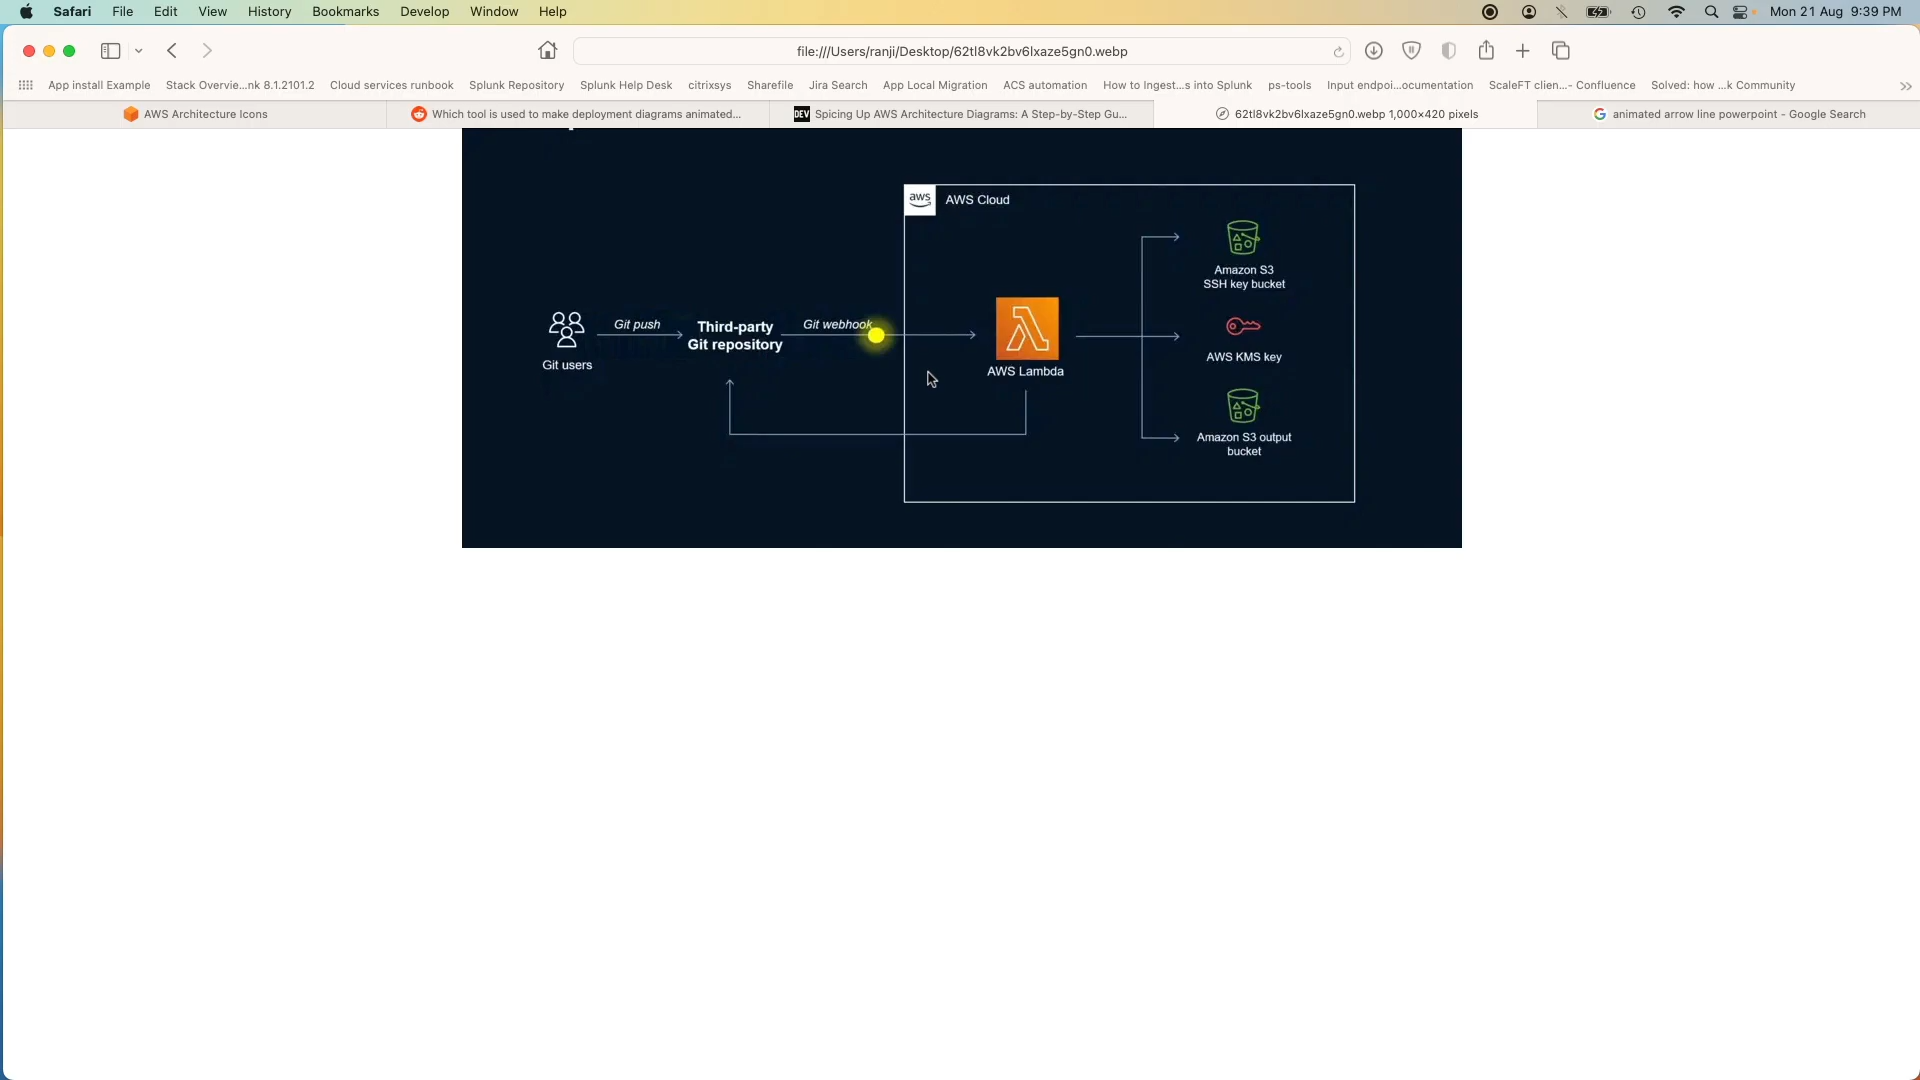 Safari File Edit View History Bookmarks Develop Window Help Mon 21 Aug 9:39 PM
file:///Users/ranji/Desktop/62tl8vk2bv6lxaze5gn0.webp
App install Example Stack Overvie...nk 8.1.2101.2 Cloud services runbook Splunk Repository Splunk Help Desk citrixsys Sharefile Jira Search App Local Migration ACS automation How to Ingest...s into Splunk ps-tools Input endpoi...ocumentation ScaleFT clien...- Confluence Solved: how ...k Community
AWS Architecture Icons Which tool is used to make deployment diagrams animated... DEV Spicing Up AWS Architecture Diagrams: A Step-by-Step Gu... 62tl8vk2bv6lxaze5gn0.webp 1,000×420 pixels G animated arrow line powerpoint - Google Search
aws AWS Cloud
Amazon S3
SSH key bucket
Git push
Third-party
Git repository
Git webhook
Git users
AWS Lambda
AWS KMS key
Amazon S3 output
bucket